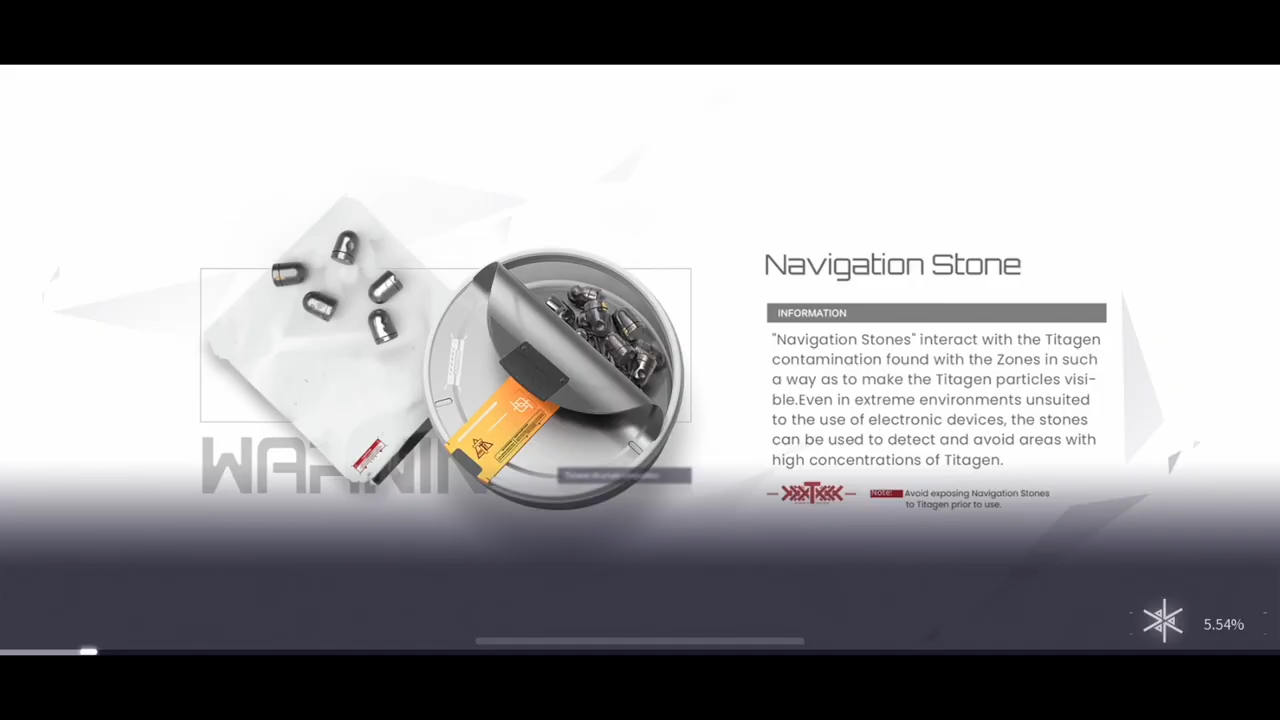 Navigation Stone
INFORMATION
"Navigation Stones" interact with the Titagen
contamination found with the Zones in such
a way as to make the Titagen particles visi-
ble.Even in extreme environments unsuited
to the use of electronic devices, the stones
can be used to detect and avoid areas with
high concentrations of Titagen.
Note: Avoid exposing Navigation Stones
to Titagen prior to use.
5.54%